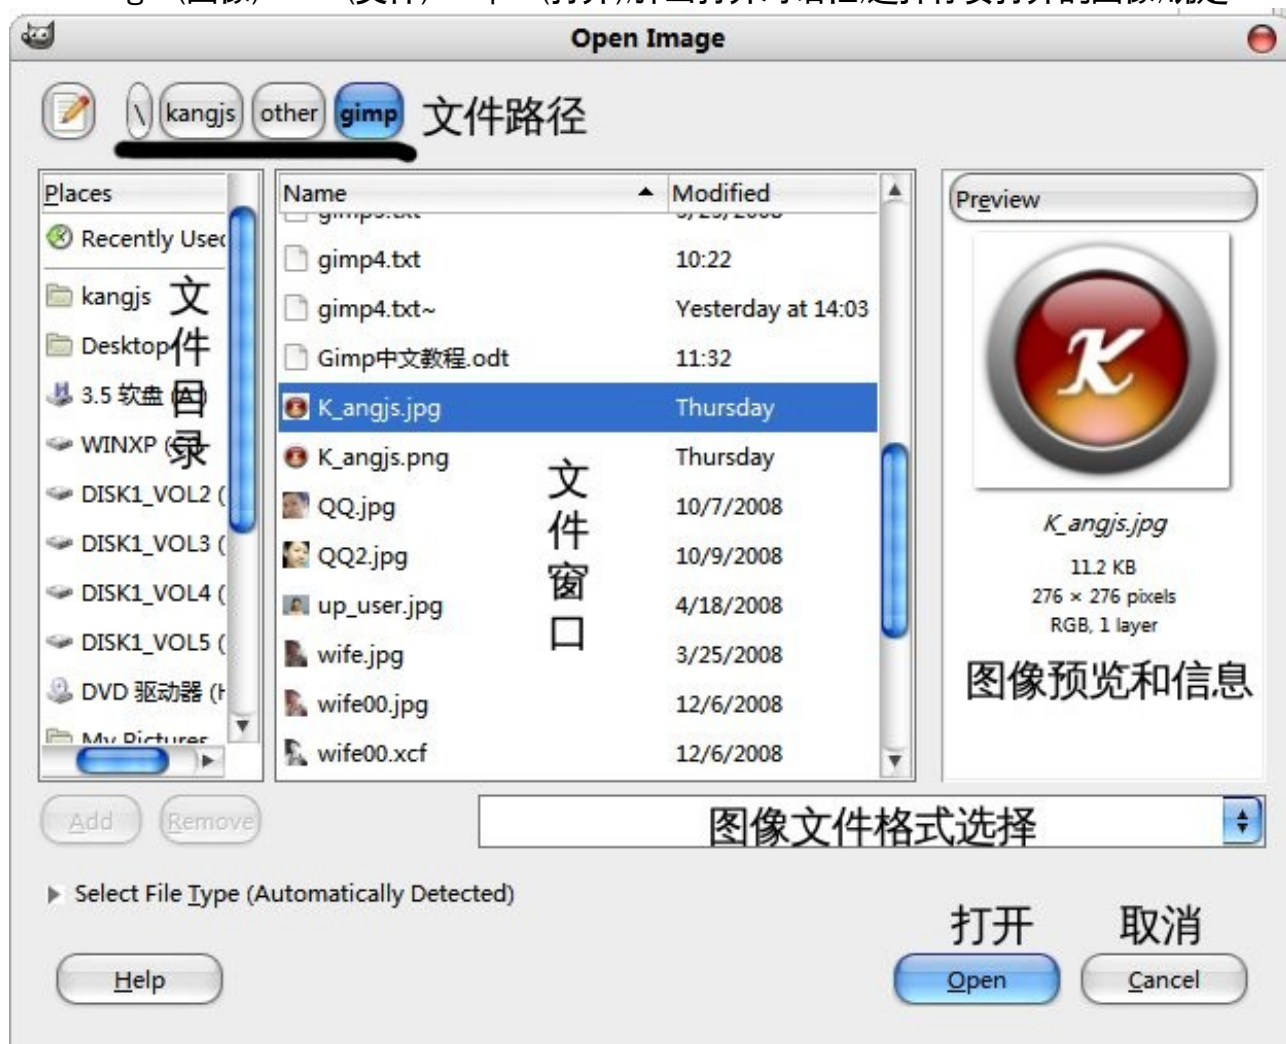 Open Image
\ kangjs other gimp 文件路径
Places
Recently Used
kangjs
Desktop
3.5 软盘 (A:)
WINXP (
DISK1_VOL2 (
DISK1_VOL3 (
DISK1_VOL4 (
DISK1_VOL5 (
DVD 驱动器 (H
My Pictures
文件目录
Name Modified
gimp4.txt 10:22
gimp4.txt~ Yesterday at 14:03
Gimp中文教程.odt 11:32
K_angjs.jpg Thursday
K_angjs.png Thursday
QQ.jpg 10/7/2008
QQ2.jpg 10/9/2008
up_user.jpg 4/18/2008
wife.jpg 3/25/2008
wife00.jpg 12/6/2008
wife00.xcf 12/6/2008
文件窗口
Preview
K
K_angjs.jpg
11.2 KB
276 × 276 pixels
RGB, 1 layer
图像预览和信息
Add Remove
图像文件格式选择
Select File Type (Automatically Detected)
打开 取消
Help Open Cancel